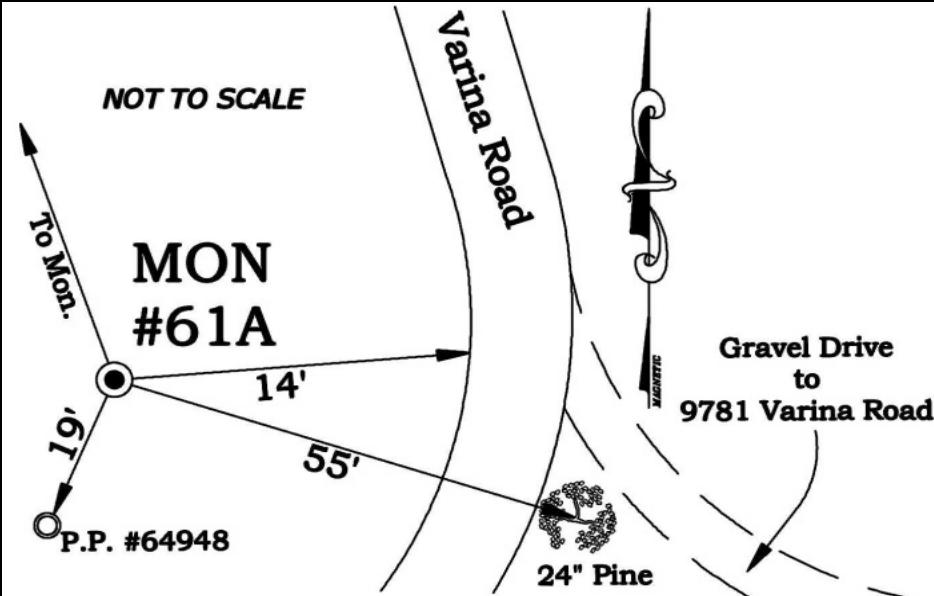 Varina Road
NOT TO SCALE
To Mon.
MON
#61A
14'
19'
55'
P.P. #64948
24" Pine
MAGNETIC
Gravel Drive
to
9781 Varina Road